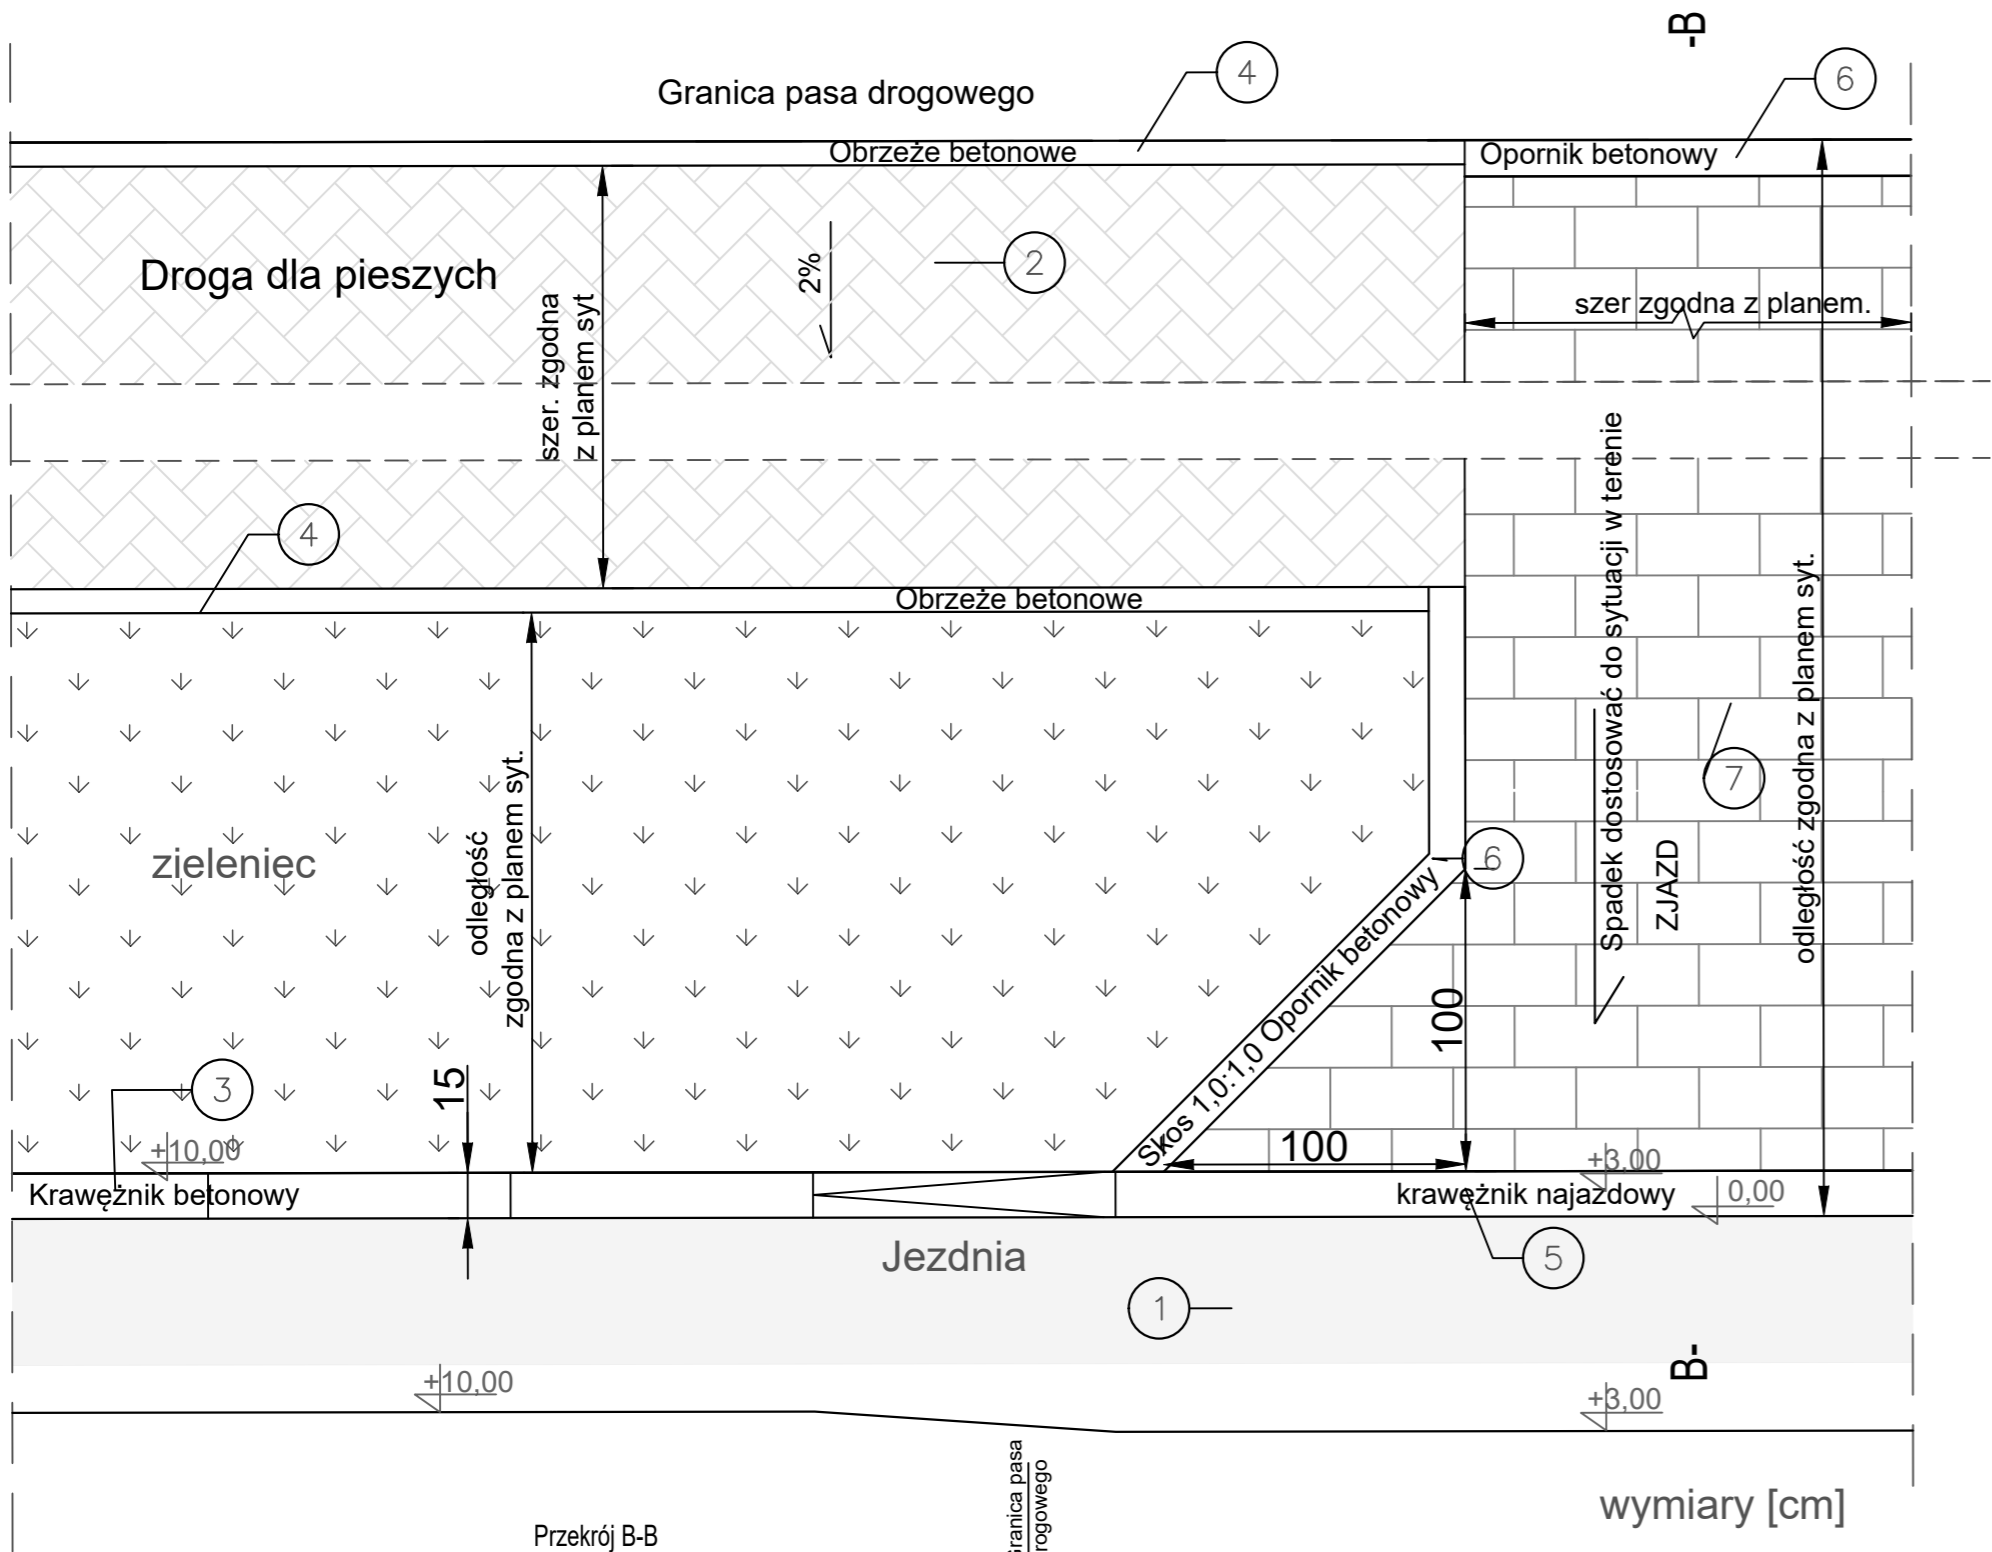 -B
Granica pasa drogowego
4
6
Obrzeże betonowe
Opornik betonowy
Droga dla pieszych
2%
2
szer zgodna z planem.
szer. zgodna
z planem syt
4
Obrzeże betonowe
Spadek dostosować do sytuacji w terenie
ZJAZD
odległość zgodna z planem syt.
7
zieleniec
odległość
zgodna z planem syt.
6
Skos 1,0:1,0 Opornik betonowy
100
100
3
15
+10,00
+3,00
Krawężnik betonowy
krawężnik najazdowy
0,00
Jezdnia
5
1
B-
+10,00
+3,00
Granica pasa
rogowego
wymiary [cm]
Przekrój B-B